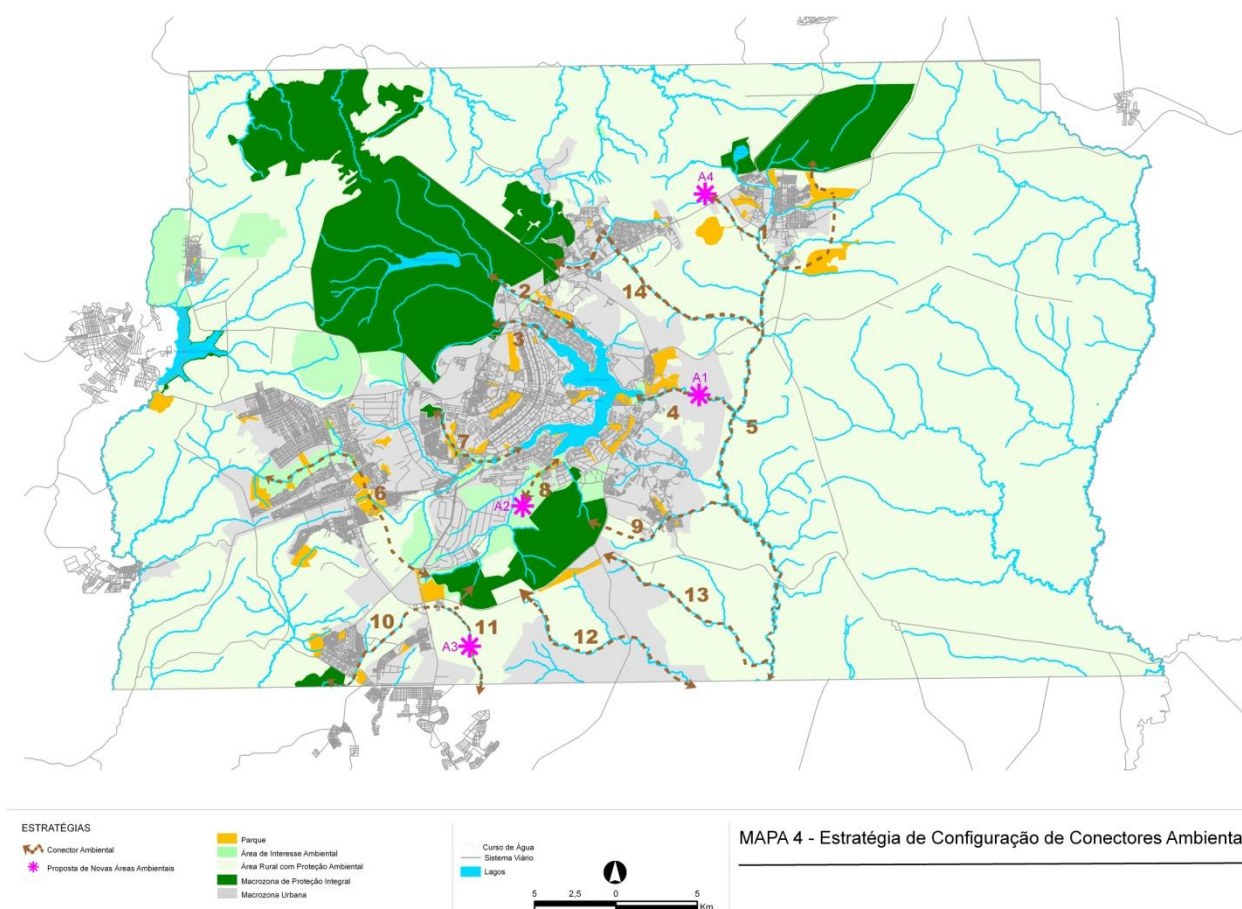 A4
2
14
3
A1
4
5
7
6
8
A2
9
13
10
11
12
A3
ESTRATÉGIAS
Conector Ambiental
Proposta de Novas Áreas Ambientais
Parque
Área de Interesse Ambiental
Área Rural com Proteção Ambiental
Macrozona de Proteção Integral
Macrozona Urbana
Curso de Água
Sistema Viário
Lagos
5 2,5 0 5
Km
MAPA 4 - Estratégia de Configuração de Conectores Ambienta